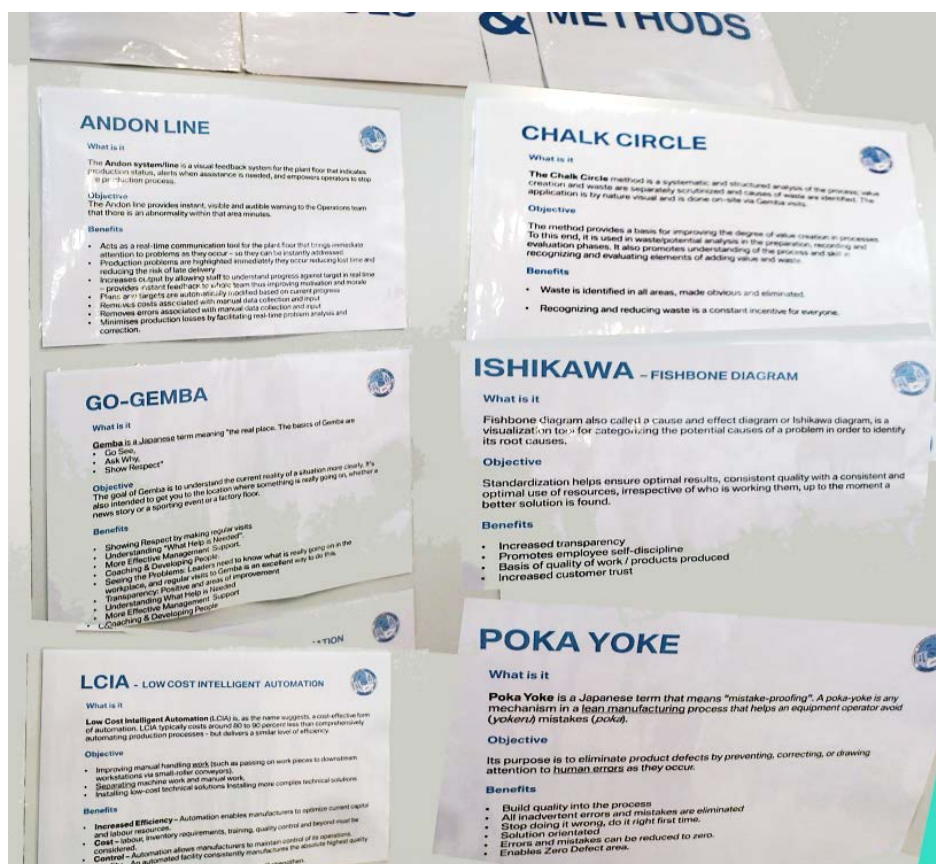 & METHODS
ANDON LINE
What is it
The Andon system/line is a visual feedback system for the plant floor that indicates
production status, alerts when assistance is needed, and empowers operators to stop
the production process.
Objective
The Andon line provides instant, visible and audible warning to the Operations team
that there is an abnormality within that area minutes.
Benefits
• Acts as a real-time communication tool for the plant floor that brings immediate
attention to problems as they occur – so they can be instantly addressed
• Production problems are highlighted immediately they occur reducing lost time and
reducing the risk of late delivery
• Increases output by allowing staff to understand progress against target in real time
– provides instant feedback to whole team thus improving motivation and morale
• Plans and targets are automatically modified based on current progress
• Removes costs associated with manual data collection and input
• Removes errors associated with manual data collection and input
• Minimises production losses by facilitating real-time problem analysis and
correction.
CHALK CIRCLE
What is it
The Chalk Circle method is a systematic and structured analysis of the process; value
creation and waste are separately scrutinized and causes of waste are identified. The
application is by nature visual and is done on-site via Gemba visits.
Objective
The method provides a basis for improving the degree of value creation in processes
To this end, it is used in waste/potential analysis in the preparation, recording and
evaluation phases. It also promotes understanding of the process and skill in
recognizing and evaluating elements of adding value and waste.
Benefits
• Waste is identified in all areas, made obvious and eliminated.
• Recognizing and reducing waste is a constant incentive for everyone.
GO-GEMBA
What is it
Gemba is a Japanese term meaning "the real place. The basics of Gemba are
• Go See,
• Ask Why,
• Show Respect"
Objective
The goal of Gemba is to understand the current reality of a situation more clearly. It's
also intended to get you to the location where something is really going on, whether a
news story or a sporting event or a factory floor.
Benefits
• Showing Respect by making regular visits
• Understanding "What Help is Needed".
• More Effective Management Support.
• Coaching & Developing People.
• Seeing the Problems: Leaders need to know what is really going on in the
workplace, and regular visits to Gemba is an excellent way to do this.
• Transparency: Positive and areas of improvement
• Understanding What Help is Needed
• More Effective Management Support
• Coaching & Developing People
ISHIKAWA – FISHBONE DIAGRAM
What is it
Fishbone diagram also called a cause and effect diagram or Ishikawa diagram, is a
visualization tool for categorizing the potential causes of a problem in order to identify
its root causes.
Objective
Standardization helps ensure optimal results, consistent quality with a consistent and
optimal use of resources, irrespective of who is working them, up to the moment a
better solution is found.
Benefits
• Increased transparency
• Promotes employee self-discipline
• Basis of quality of work / products produced
• Increased customer trust
LCIA - LOW COST INTELLIGENT AUTOMATION
What is it
Low Cost Intelligent Automation (LCIA) is, as the name suggests, a cost-effective form
of automation. LCIA typically costs around 80 to 90 percent less than comprehensively
automating production processes - but delivers a similar level of efficiency.
Objective
• Improving manual handling work (such as passing on work pieces to downstream
workstations via small-roller conveyors).
• Separating machine work and manual work.
• Installing low-cost technical solutions Installing more complex technical solutions
Benefits
• Increased Efficiency – Automation enables manufacturers to optimize current capital
and labour resources.
• Cost – labour, inventory requirements, training, quality control and beyond must be
considered.
• Control – Automation allows manufacturers to maintain control of its operations.
An automated facility consistently manufactures the absolute highest quality
POKA YOKE
What is it
Poka Yoke is a Japanese term that means "mistake-proofing". A poka-yoke is any
mechanism in a lean manufacturing process that helps an equipment operator avoid
(yokeru) mistakes (poka).
Objective
Its purpose is to eliminate product defects by preventing, correcting, or drawing
attention to human errors as they occur.
Benefits
• Build quality into the process
• All inadvertent errors and mistakes are eliminated
• Stop doing it wrong, do it right first time.
• Solution orientated
• Errors and mistakes can be reduced to zero.
• Enables Zero Defect area.